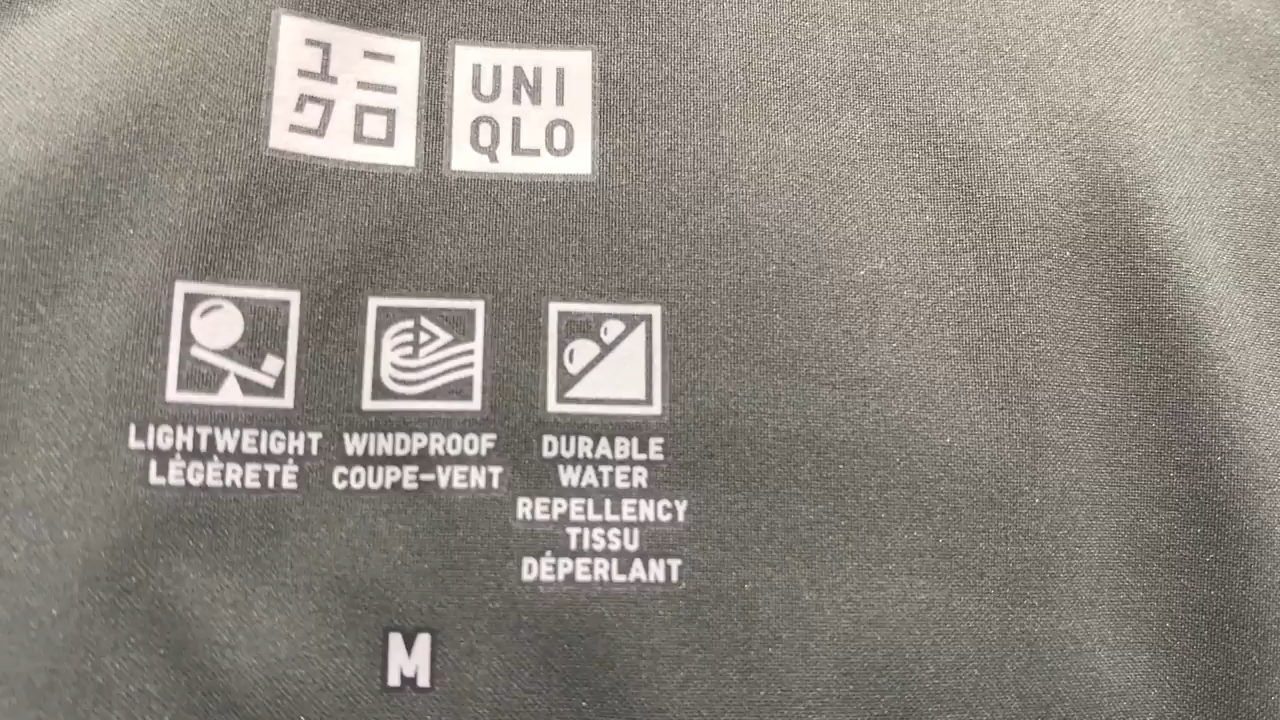 ユニ
クロ
UNI
QLO
LIGHTWEIGHT
LÉGÈRETÉ
WINDPROOF
COUPE-VENT
DURABLE
WATER
REPELLENCY
TISSU
DÉPERLANT
M